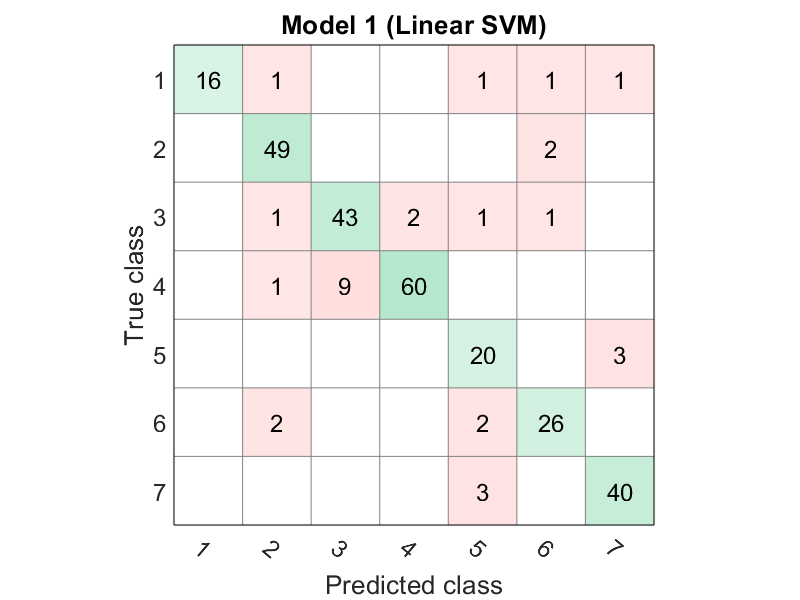 Model 1 (Linear SVM)
1 16 1 1 1 1
2 49 2
3 1 43 2 1 1
4 1 9 60
5 20 3
6 2 2 26
7 3 40
1 2 3 4 5 6 7
True class
Predicted class